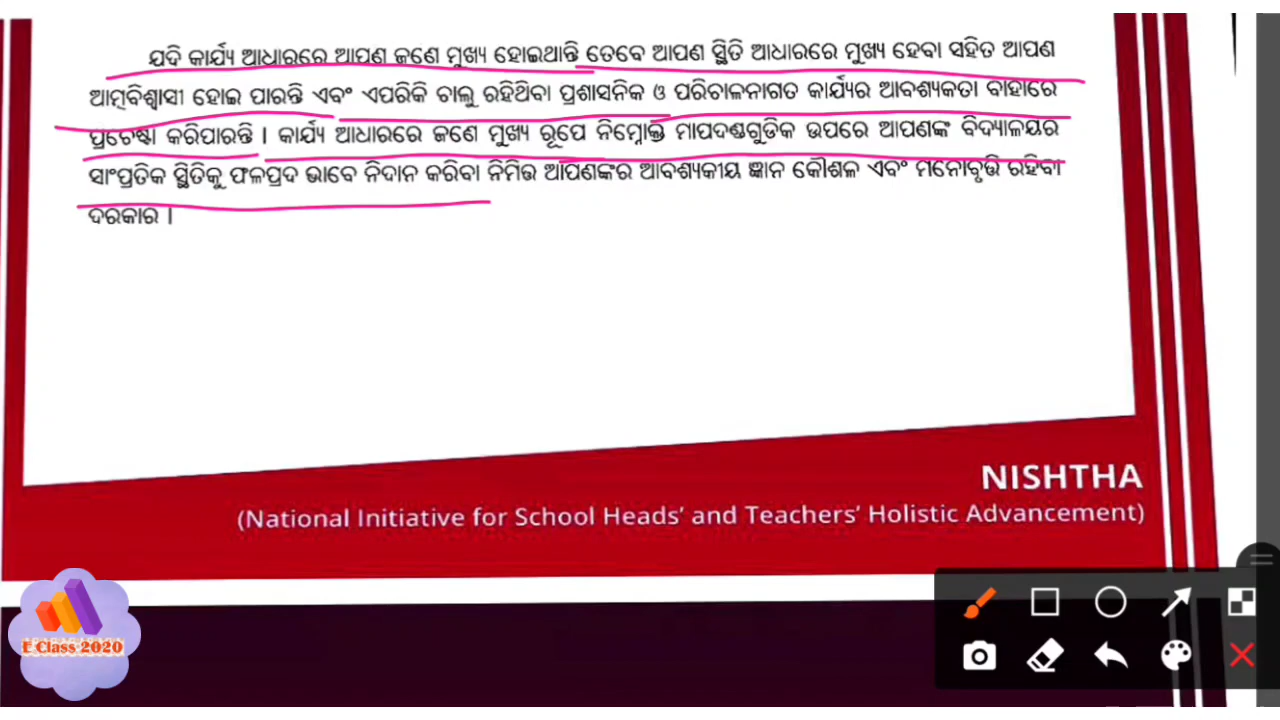 ଯଦି କାର୍ଯ୍ୟ ଆଧାରରେ ଆପଣ ଜଣେ ମୁଖ୍ୟ ହୋଇଥାନ୍ତି ତେବେ ଆପଣ ସ୍ଥିତି ଆଧାରରେ ମୁଖ୍ୟ ହେବା ସହିତ ଆପଣ
ଆତ୍ମବିଶ୍ୱାସୀ ହୋଇ ପାରନ୍ତି ଏବଂ ଏପରିକି ଚାଲୁ ରହିଥିବା ପ୍ରଶାସନିକ ଓ ପରିଚାଳନାଗତ କାର୍ଯ୍ୟର ଆବଶ୍ୟକତା ବାହାରେ
ପ୍ରଚେଷ୍ଟା କରିପାରନ୍ତି । କାର୍ଯ୍ୟ ଆଧାରରେ ଜଣେ ମୁଖ୍ୟ ରୂପେ ନିମ୍ନୋକ୍ତ ମାପଦଣ୍ଡଗୁଡିକ ଉପରେ ଆପଣଙ୍କ ବିଦ୍ୟାଳୟର
ସାଂପ୍ରତିକ ସ୍ଥିତିକୁ ଫଳପ୍ରଦ ଭାବେ ନିଦାନ କରିବା ନିମିତ୍ତ ଆପଣଙ୍କର ଆବଶ୍ୟକୀୟ ଜ୍ଞାନ କୌଶଳ ଏବଂ ମନୋବୃତ୍ତି ରହିବା
ଦରକାର ।
NISHTHA
(National Initiative for School Heads' and Teachers' Holistic Advancement)
E Class 2020